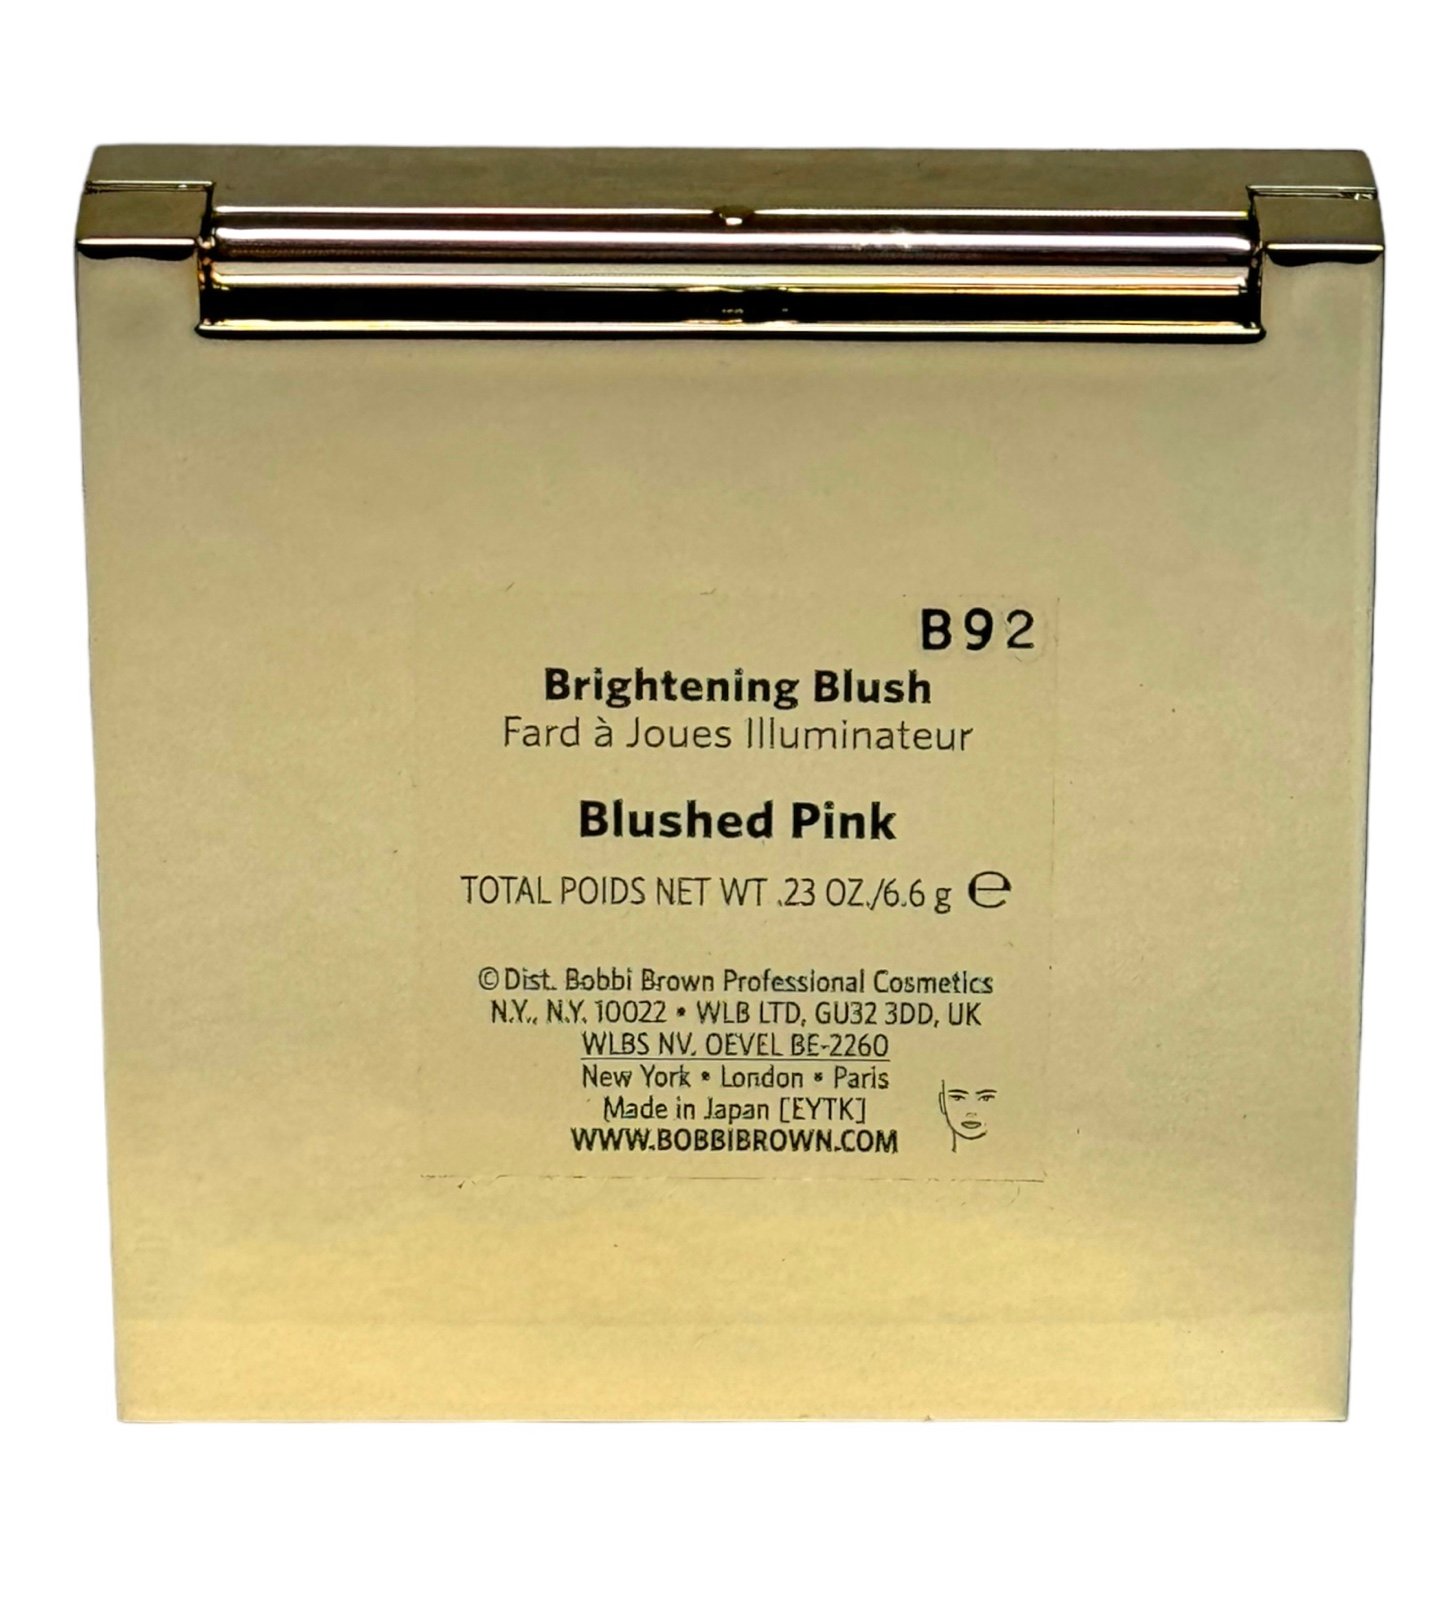 B92
Brightening Blush
Fard à Joues Illuminateur
Blushed Pink
TOTAL POIDS NET WT .23 OZ./6.6 g ℮
© Dist. Bobbi Brown Professional Cosmetics
N.Y., N.Y. 10022 • WLB LTD, GU32 3DD, UK
WLBS NV. OEVEL BE-2260
New York • London • Paris
Made in Japan [EYTK]
WWW.BOBBIBROWN.COM